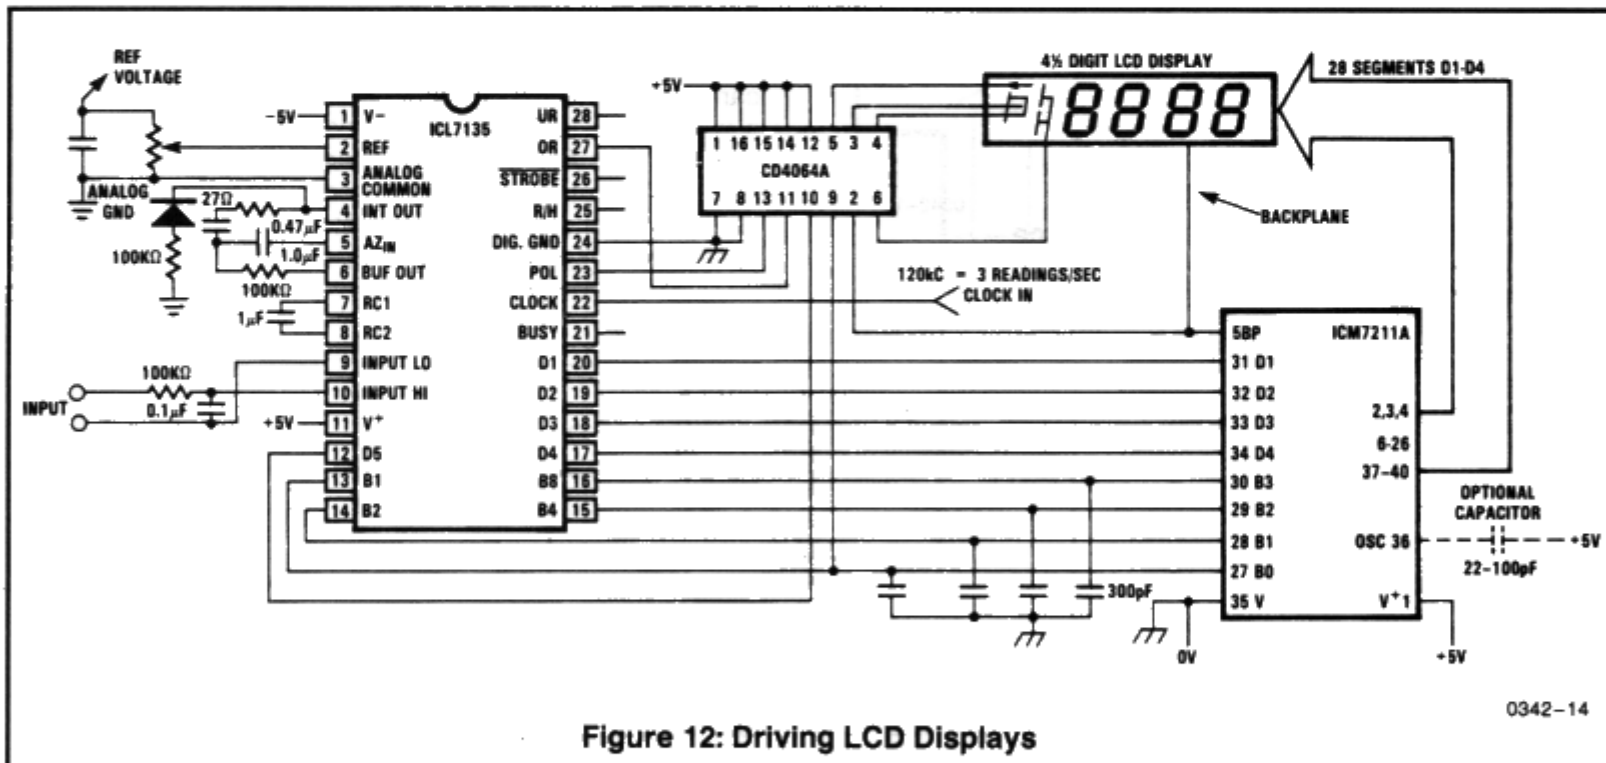 REF
VOLTAGE
-5V
1 V-
2 REF
3 ANALOG
COMMON
4 INT OUT
5 AZIN
6 BUF OUT
7 RC1
8 RC2
9 INPUT LO
10 INPUT HI
11 V+
12 D5
13 B1
14 B2
ICL7135
UR 28
OR 27
STROBE 26
R/H 25
DIG. GND 24
POL 23
CLOCK 22
BUSY 21
D1 20
D2 19
D3 18
D4 17
B8 16
B4 15
ANALOG
GND
27Ω
0.47μF
1.0μF
100KΩ
100KΩ
1μF
100KΩ
INPUT
0.1μF
+5V
+5V
1 16 15 14 12 5 3 4
CD4064A
7 8 13 11 10 9 2 6
4½ DIGIT LCD DISPLAY
8888
28 SEGMENTS D1-D4
BACKPLANE
120kC = 3 READINGS/SEC
CLOCK IN
5BP
ICM7211A
31 D1
32 D2
33 D3
34 D4
30 B3
29 B2
28 B1
27 B0
35 V
2,3,4
6-26
37-40
OSC 36
V+1
OPTIONAL
CAPACITOR
+5V
22-100pF
300pF
0V
+5V
0342-14
Figure 12: Driving LCD Displays